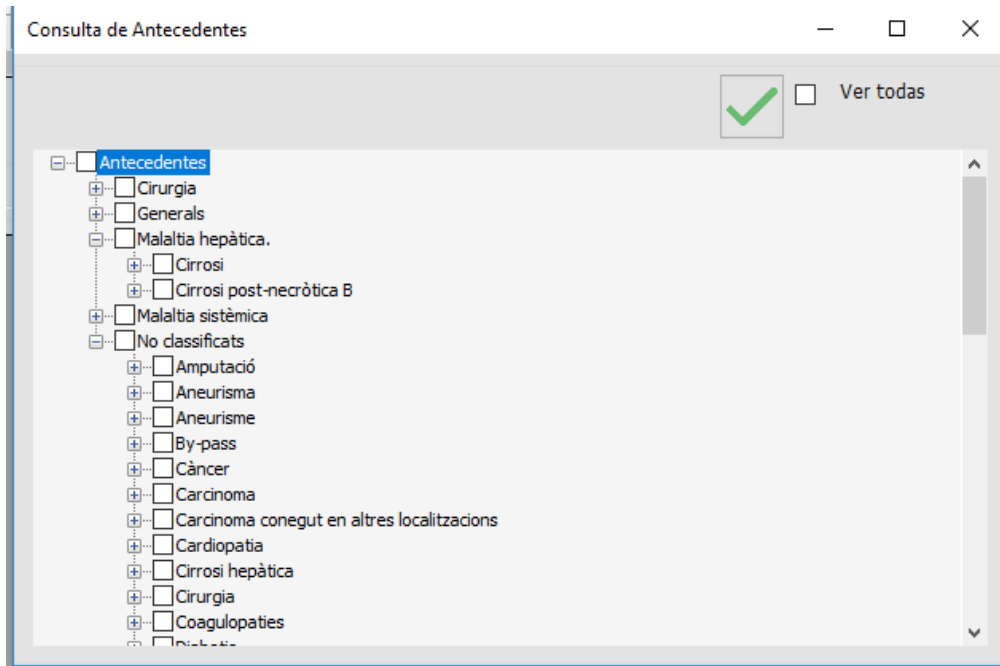 Consulta de Antecedentes
Ver todas
Antecedentes
Cirurgia
Generals
Malaltia hepàtica.
Cirrosi
Cirrosi post-necròtica B
Malaltia sistèmica
No classificats
Amputació
Aneurisma
Aneurisme
By-pass
Càncer
Carcinoma
Carcinoma conegut en altres localitzacions
Cardiopatia
Cirrosi hepàtica
Cirurgia
Coagulopaties